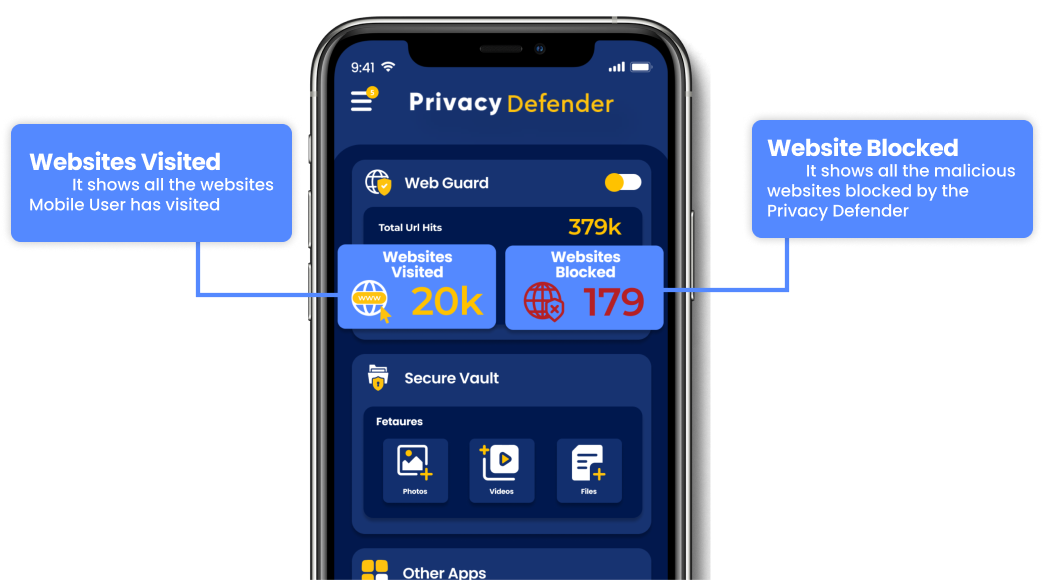 9:41
5
Privacy Defender
Websites Visited
It shows all the websites
Mobile User has visited
Website Blocked
It shows all the malicious
websites blocked by the
Privacy Defender
Web Guard
Total Url Hits 379k
Websites
Visited
www
20k
Websites
Blocked
179
Secure Vault
Fetaures
Photos Videos Files
Other Apps